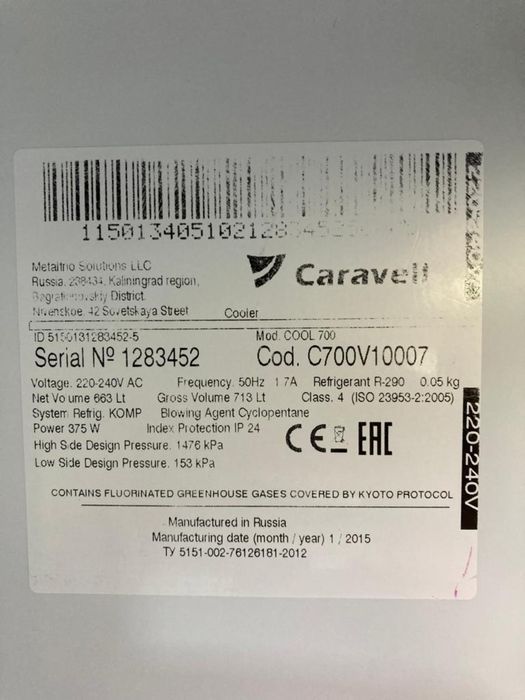 Caravell
Metalfrio Solutions LLC
Russia, 238434, Kaliningrad region,
District.
42 Sovetskaya Street
Cooler
ID 5150131283452-5
Mod. COOL 700
Serial Nº 1283452
Cod. C700V10007
Voltage. 220-240V AC Frequency. 50Hz 1.7A Refrigerant R-290 0.05 kg
Net Volume 663 Lt Gross Volume 713 Lt Class. 4 (ISO 23953-2:2005)
System Refrig. KOMP Blowing Agent Cyclopentane
Power 375 W Index Protection IP 24
High Side Design Pressure. 1476 kPa
Low Side Design Pressure. 153 kPa
CE EAC
220-240V
CONTAINS FLUORINATED GREENHOUSE GASES COVERED BY KYOTO PROTOCOL
Manufactured in Russia
Manufacturing date (month / year) 1 / 2015
ТУ 5151-002-76126181-2012